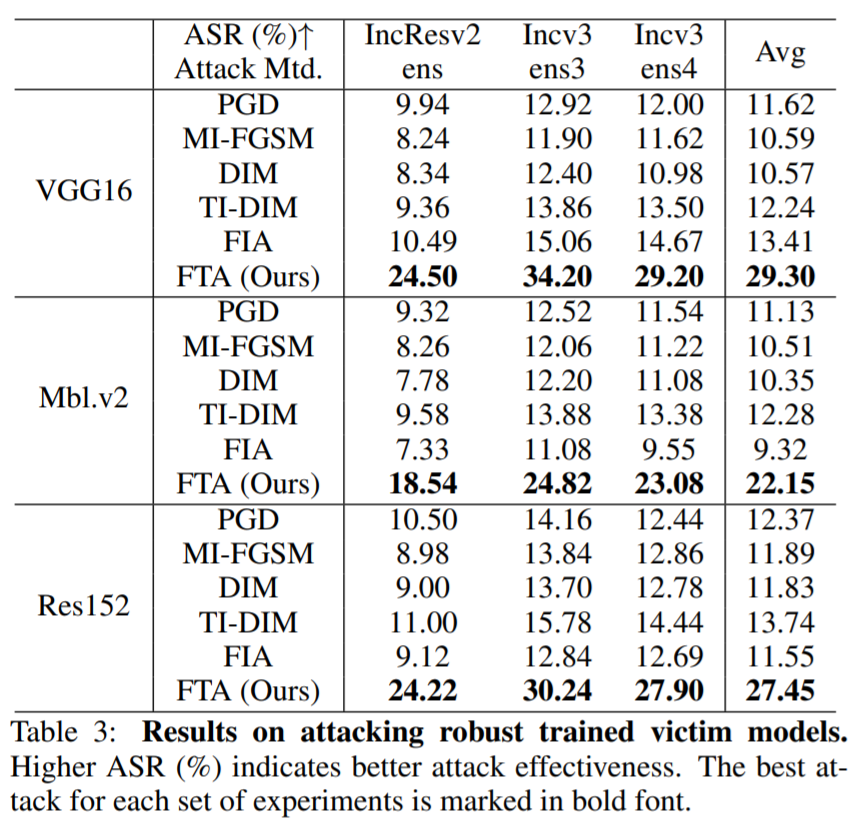 ASR (%)↑ IncResv2 Incv3 Incv3 Avg
Attack Mtd. ens ens3 ens4
VGG16
PGD 9.94 12.92 12.00 11.62
MI-FGSM 8.24 11.90 11.62 10.59
DIM 8.34 12.40 10.98 10.57
TI-DIM 9.36 13.86 13.50 12.24
FIA 10.49 15.06 14.67 13.41
FTA (Ours) 24.50 34.20 29.20 29.30
Mbl.v2
PGD 9.32 12.52 11.54 11.13
MI-FGSM 8.26 12.06 11.22 10.51
DIM 7.78 12.20 11.08 10.35
TI-DIM 9.58 13.88 13.38 12.28
FIA 7.33 11.08 9.55 9.32
FTA (Ours) 18.54 24.82 23.08 22.15
Res152
PGD 10.50 14.16 12.44 12.37
MI-FGSM 8.98 13.84 12.86 11.89
DIM 9.00 13.70 12.78 11.83
TI-DIM 11.00 15.78 14.44 13.74
FIA 9.12 12.84 12.69 11.55
FTA (Ours) 24.22 30.24 27.90 27.45
Table 3: Results on attacking robust trained victim models.
Higher ASR (%) indicates better attack effectiveness. The best at-
tack for each set of experiments is marked in bold font.